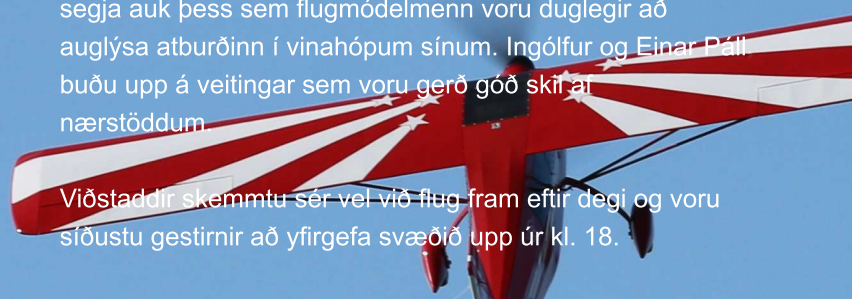 segja auk þess sem flugmódelmenn voru duglegir að
auglýsa atburðinn í vinahópum sínum. Ingólfur og Einar Páll
buðu upp á veitingar sem voru gerð góð skil af
nærstöddum.
Viðstaddir skemmtu sér vel við flug fram eftir degi og voru
síðustu gestirnir að yfirgefa svæðið upp úr kl. 18.